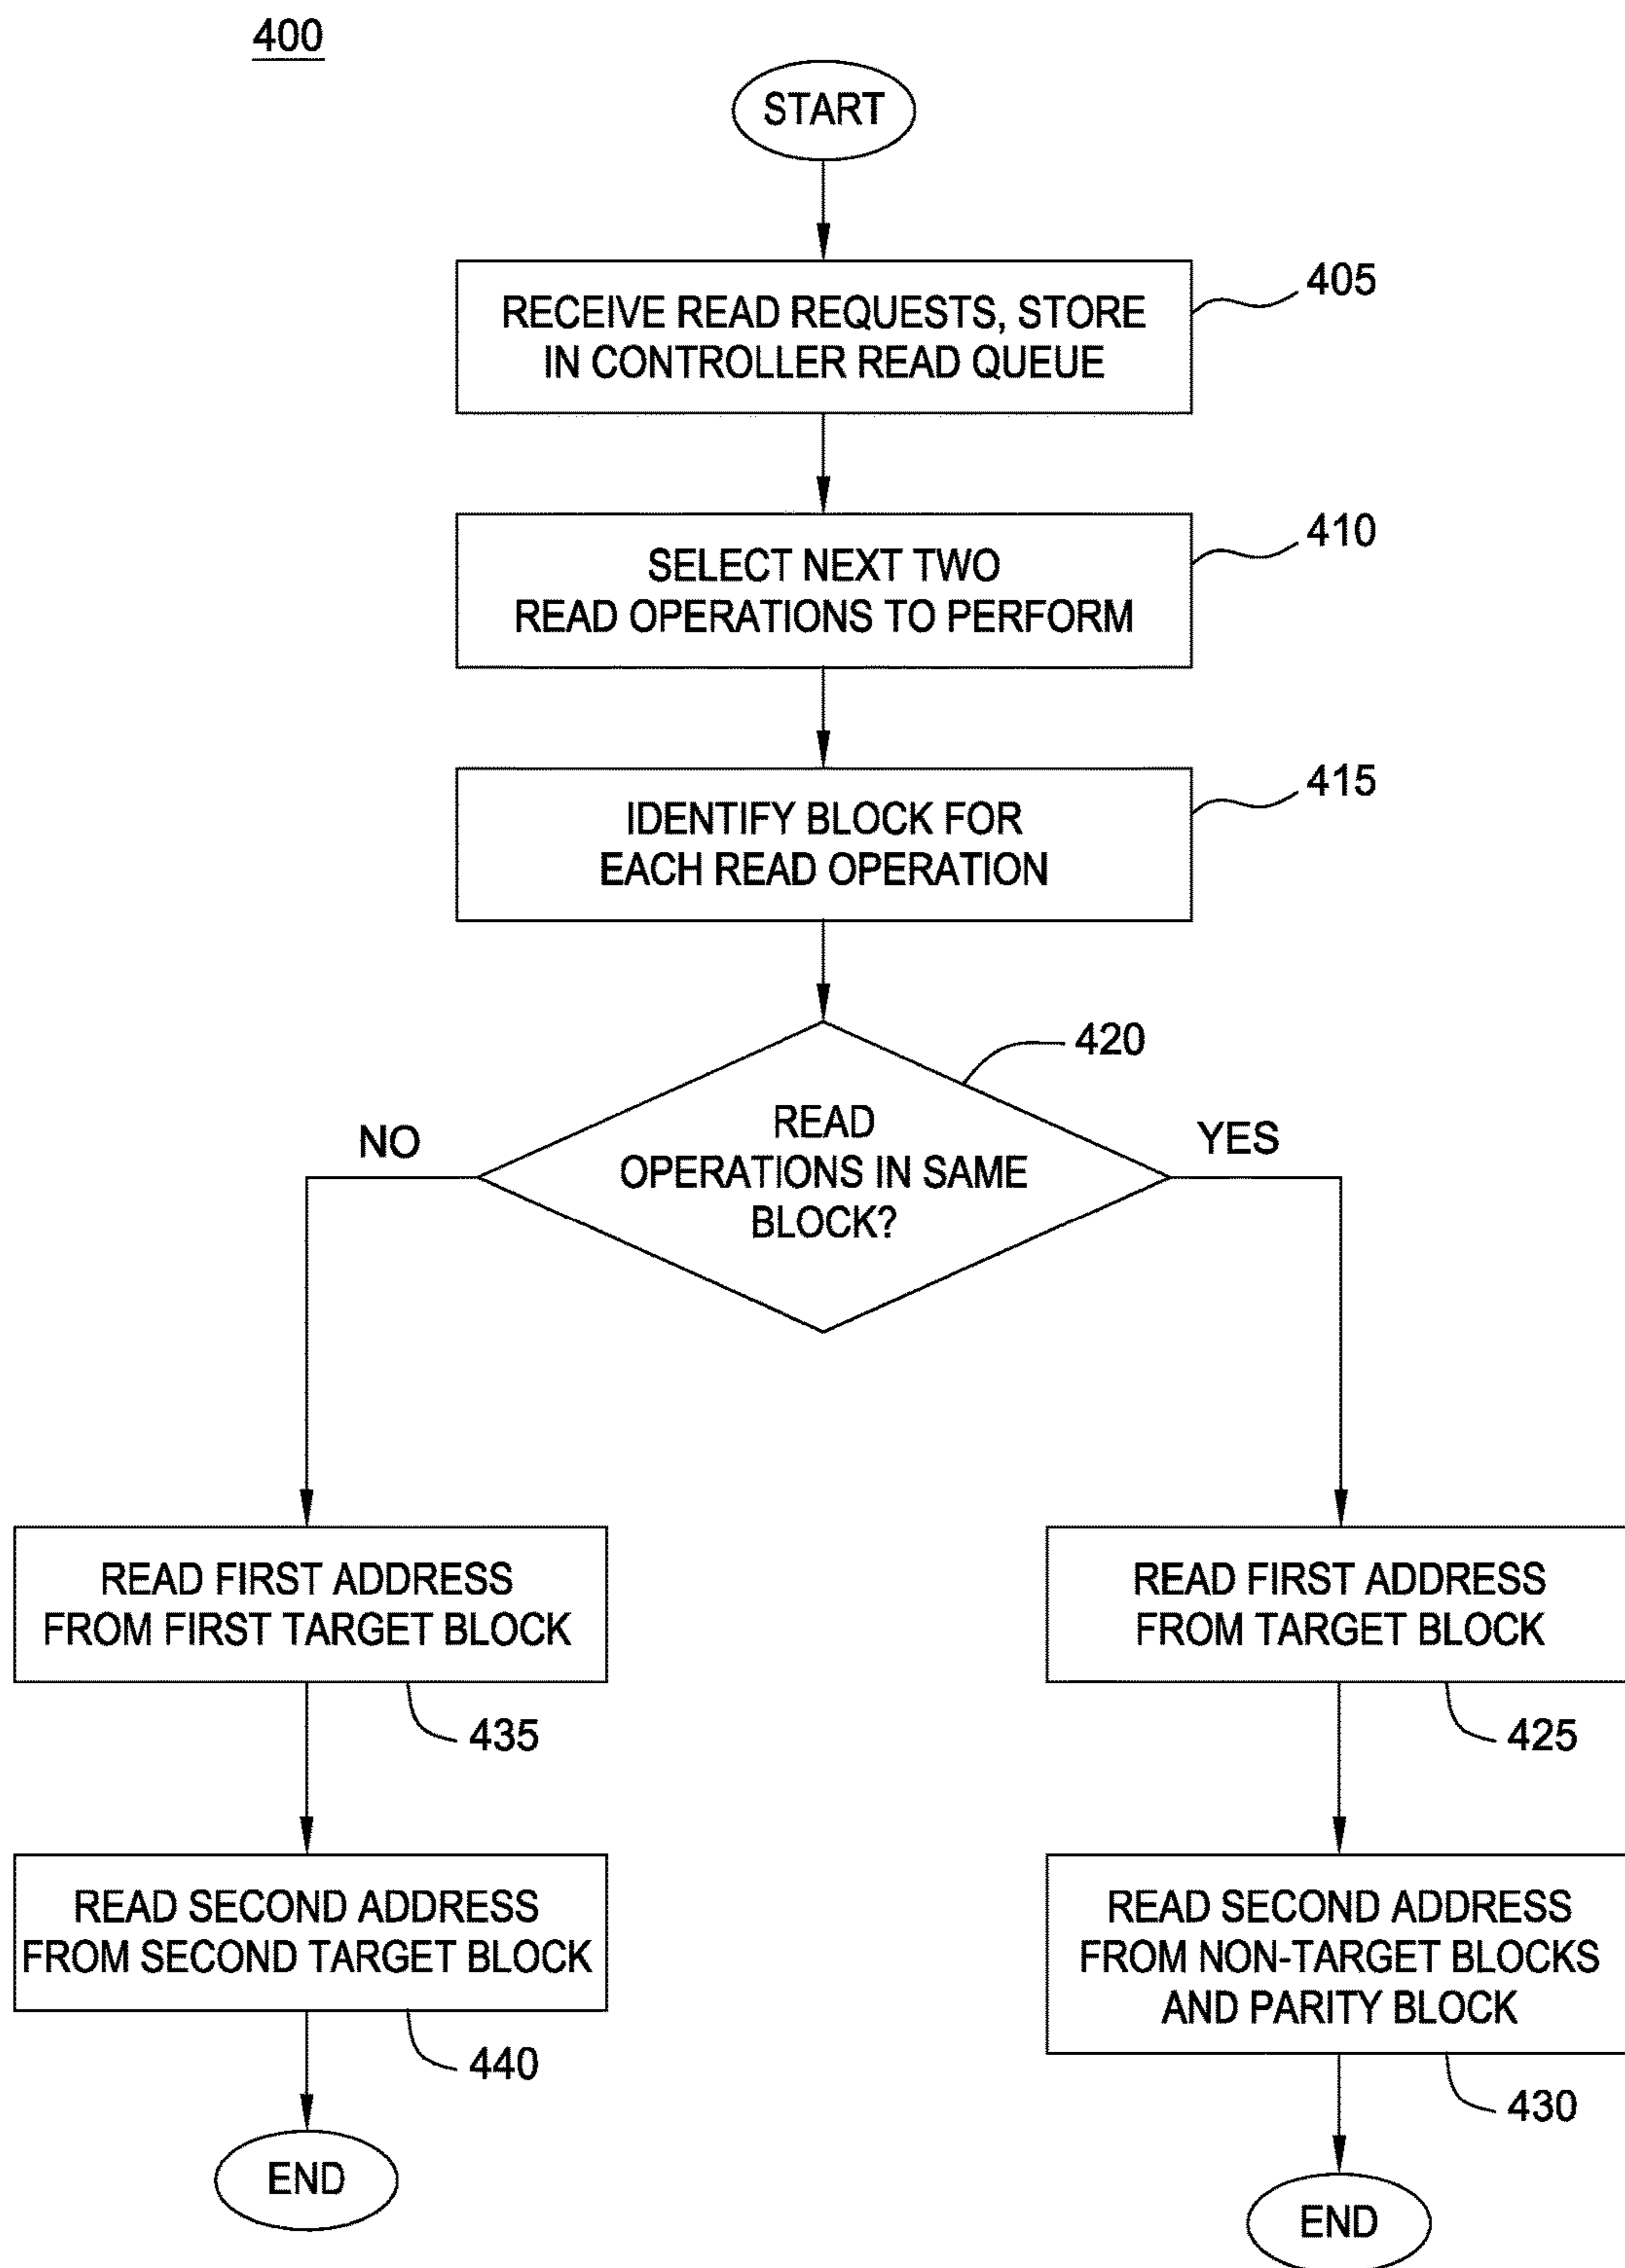 400
START
RECEIVE READ REQUESTS, STORE
IN CONTROLLER READ QUEUE
405
SELECT NEXT TWO
READ OPERATIONS TO PERFORM
410
IDENTIFY BLOCK FOR
EACH READ OPERATION
415
420
READ
OPERATIONS IN SAME
BLOCK?
NO
YES
READ FIRST ADDRESS
FROM FIRST TARGET BLOCK
435
READ SECOND ADDRESS
FROM SECOND TARGET BLOCK
440
END
READ FIRST ADDRESS
FROM TARGET BLOCK
425
READ SECOND ADDRESS
FROM NON-TARGET BLOCKS
AND PARITY BLOCK
430
END